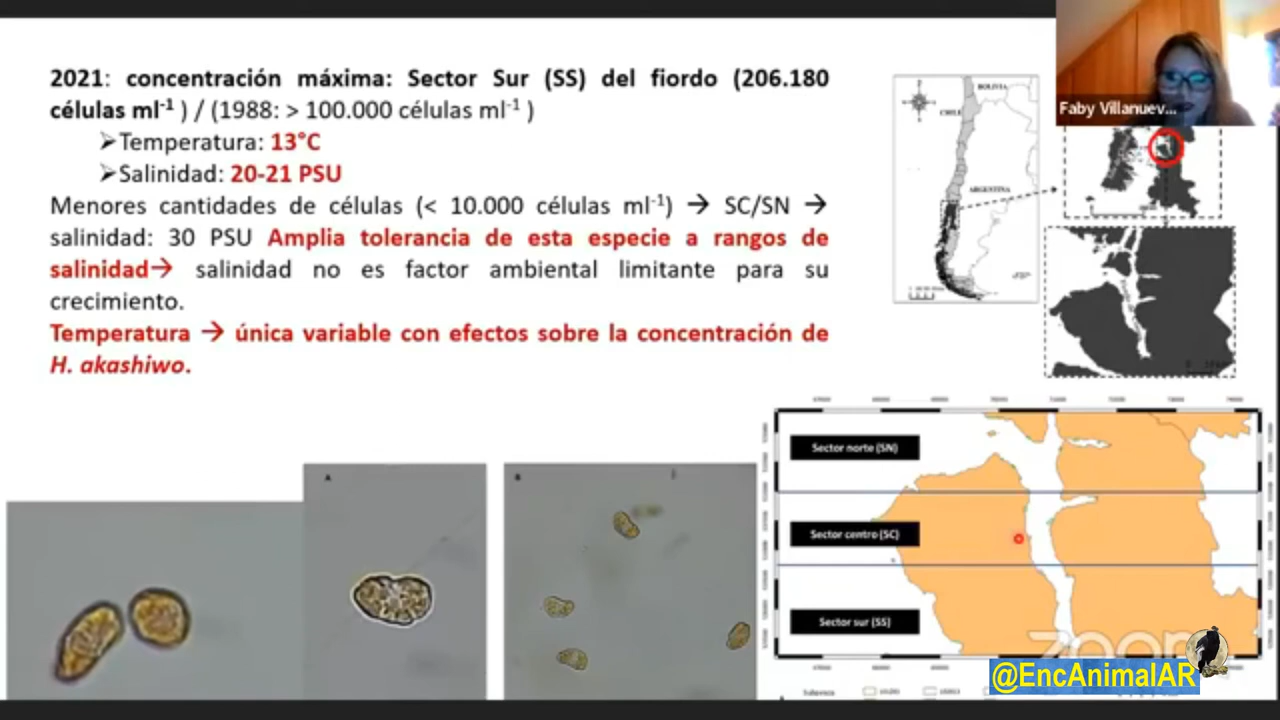 2021: concentración máxima: Sector Sur (SS) del fiordo (206.180
células ml⁻¹ ) / (1988: > 100.000 células ml⁻¹ )
➢Temperatura: 13°C
➢Salinidad: 20-21 PSU
Menores cantidades de células (< 10.000 células ml⁻¹) → SC/SN →
salinidad: 30 PSU Amplia tolerancia de esta especie a rangos de
salinidad→ salinidad no es factor ambiental limitante para su
crecimiento.
Temperatura → única variable con efectos sobre la concentración de
H. akashiwo.
Faby Villanuev...
BOLIVIA
CHILE
ARGENTINA
A
B
Sector norte (SN)
Sector centro (SC)
Sector sur (SS)
zoom
@EncAnimalAR